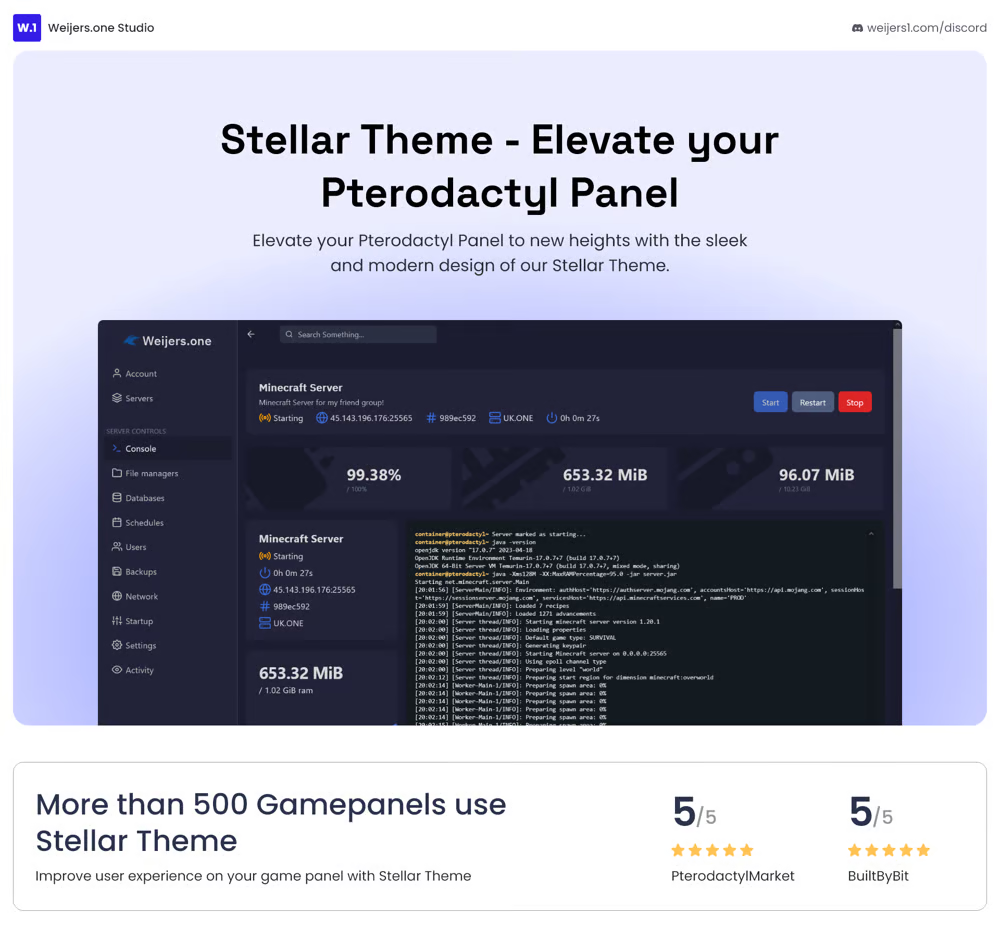 W.1 Weijers.one Studio
weijers1.com/discord
Stellar Theme - Elevate your
Pterodactyl Panel
Elevate your Pterodactyl Panel to new heights with the sleek
and modern design of our Stellar Theme.
Weijers.one
Search Something...
Account
Servers
SERVER CONTROLS
Console
File managers
Databases
Schedules
Users
Backups
Network
Startup
Settings
Activity
Minecraft Server
Minecraft Server for my friend group!
Starting 45.143.196.176:25565 989ec592 UK.ONE 0h 0m 27s
Start Restart Stop
99.38%
/ 100%
653.32 MiB
/ 1.02 GiB
96.07 MiB
/ 10.23 GiB
Minecraft Server
Starting
0h 0m 27s
45.143.196.176:25565
989ec592
UK.ONE
653.32 MiB
/ 1.02 GiB ram
container@pterodactyl~ Server marked as starting...
container@pterodactyl~ java -version
openjdk version "17.0.7" 2023-04-18
OpenJDK Runtime Environment Temurin-17.0.7+7 (build 17.0.7+7)
OpenJDK 64-Bit Server VM Temurin-17.0.7+7 (build 17.0.7+7, mixed mode, sharing)
container@pterodactyl~ java -Xms128M -XX:MaxRAMPercentage=95.0 -jar server.jar
Starting net.minecraft.server.Main
[20:01:56] [ServerMain/INFO]: Environment: authHost='https://authserver.mojang.com', accountsHost='https://api.mojang.com', sessionHos
t='https://sessionserver.mojang.com', servicesHost='https://api.minecraftservices.com', name='PROD'
[20:01:59] [ServerMain/INFO]: Loaded 7 recipes
[20:01:59] [ServerMain/INFO]: Loaded 1271 advancements
[20:02:00] [Server thread/INFO]: Starting minecraft server version 1.20.1
[20:02:00] [Server thread/INFO]: Loading properties
[20:02:00] [Server thread/INFO]: Default game type: SURVIVAL
[20:02:00] [Server thread/INFO]: Generating keypair
[20:02:00] [Server thread/INFO]: Starting Minecraft server on 0.0.0.0:25565
[20:02:00] [Server thread/INFO]: Using epoll channel type
[20:02:00] [Server thread/INFO]: Preparing level "world"
[20:02:12] [Server thread/INFO]: Preparing start region for dimension minecraft:overworld
[20:02:14] [Worker-Main-1/INFO]: Preparing spawn area: 0%
[20:02:14] [Worker-Main-1/INFO]: Preparing spawn area: 0%
[20:02:14] [Worker-Main-1/INFO]: Preparing spawn area: 0%
[20:02:14] [Worker-Main-1/INFO]: Preparing spawn area: 0%
[20:02:14] [Worker-Main-1/INFO]: Preparing spawn area: 0%
[20:02:15] [Worker-Main-1/INFO]: Preparing spawn area: 0%
More than 500 Gamepanels use
Stellar Theme
Improve user experience on your game panel with Stellar Theme
5/5
PterodactylMarket
5/5
BuiltByBit